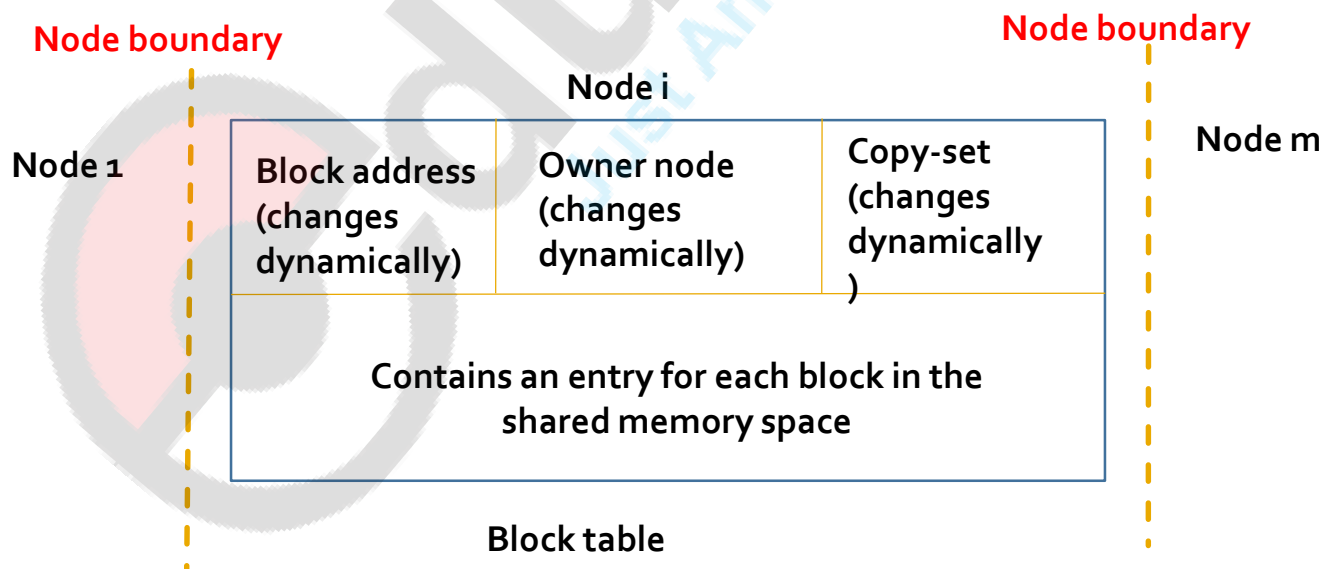 Node boundary
Node boundary
Node i
Node 1
Node m
Block address
(changes
dynamically)
Owner node
(changes
dynamically)
Copy-set
(changes
dynamically
)
Contains an entry for each block in the
shared memory space
Block table
Just